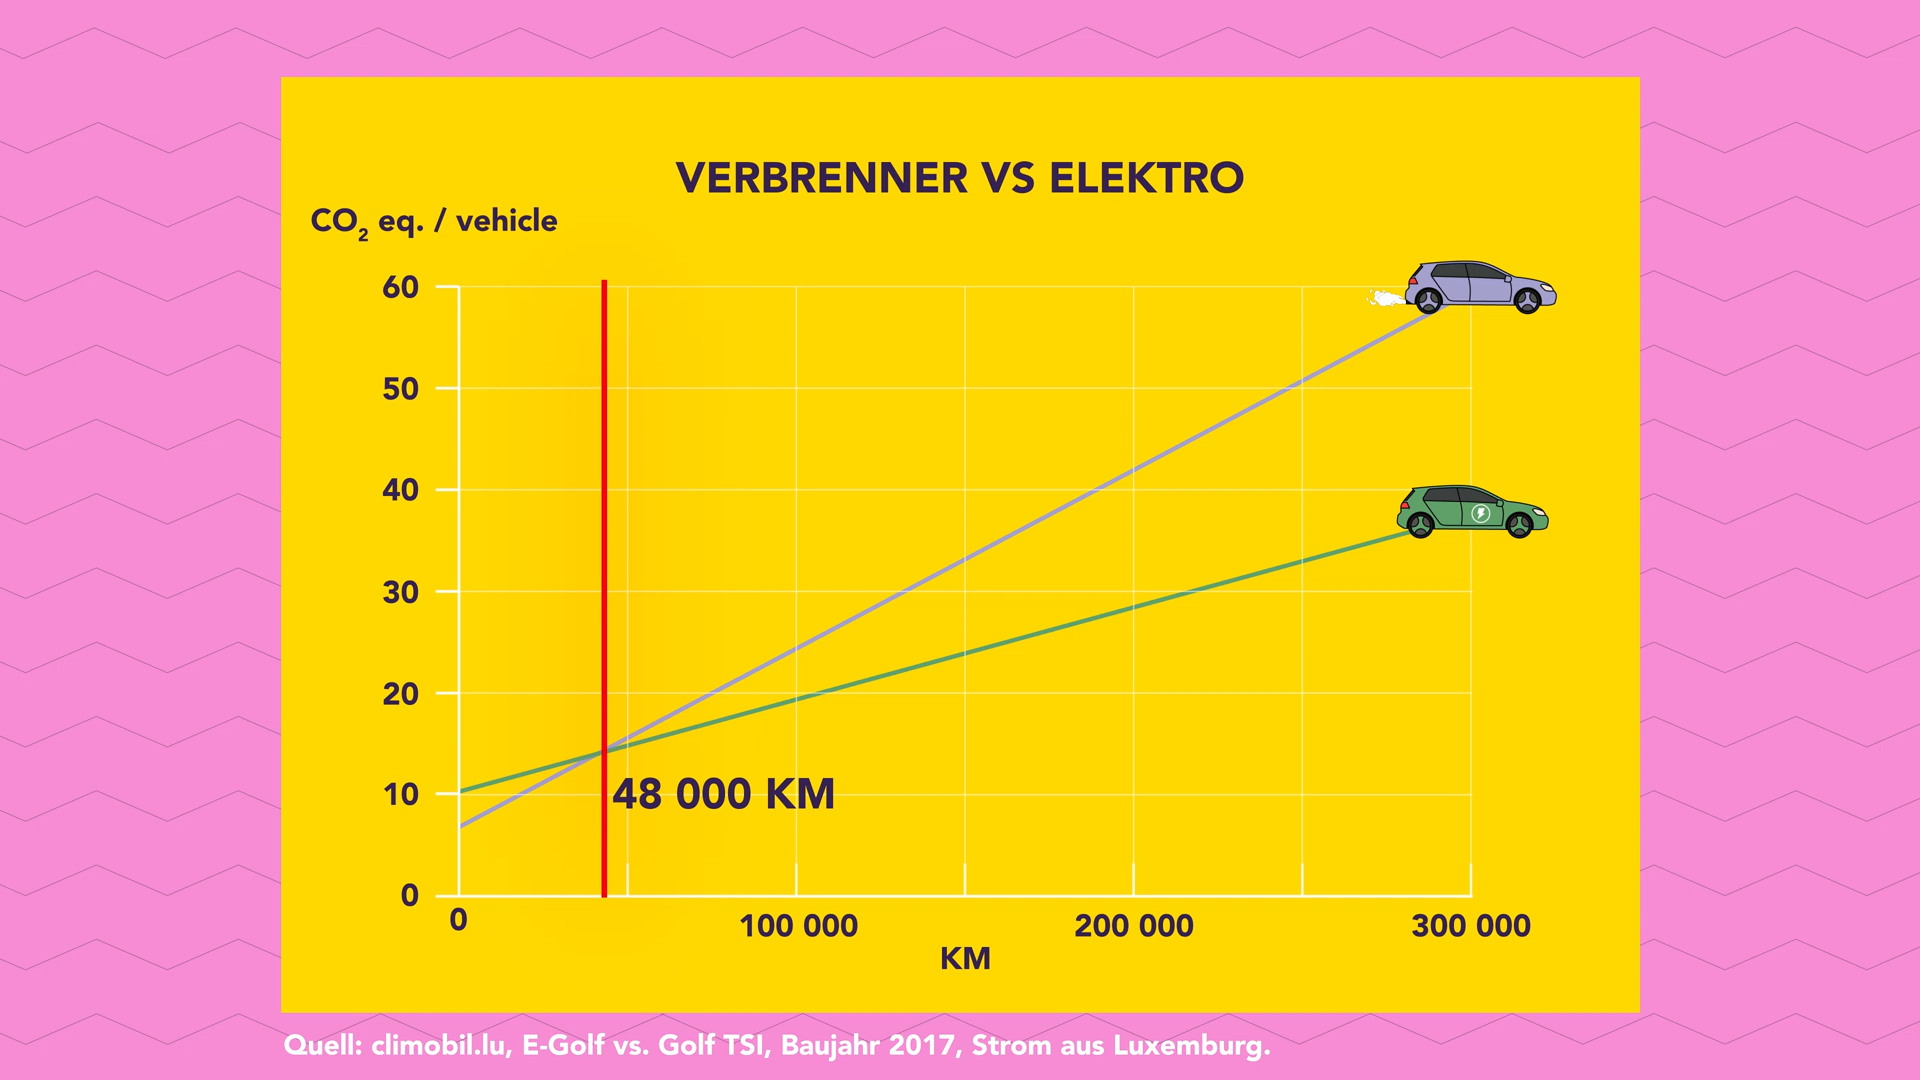 VERBRENNER VS ELEKTRO
CO₂ eq. / vehicle
60
50
40
30
20
10
0
48 000 KM
0
100 000
200 000
300 000
KM
Quell: climobil.lu, E-Golf vs. Golf TSI, Baujahr 2017, Strom aus Luxemburg.